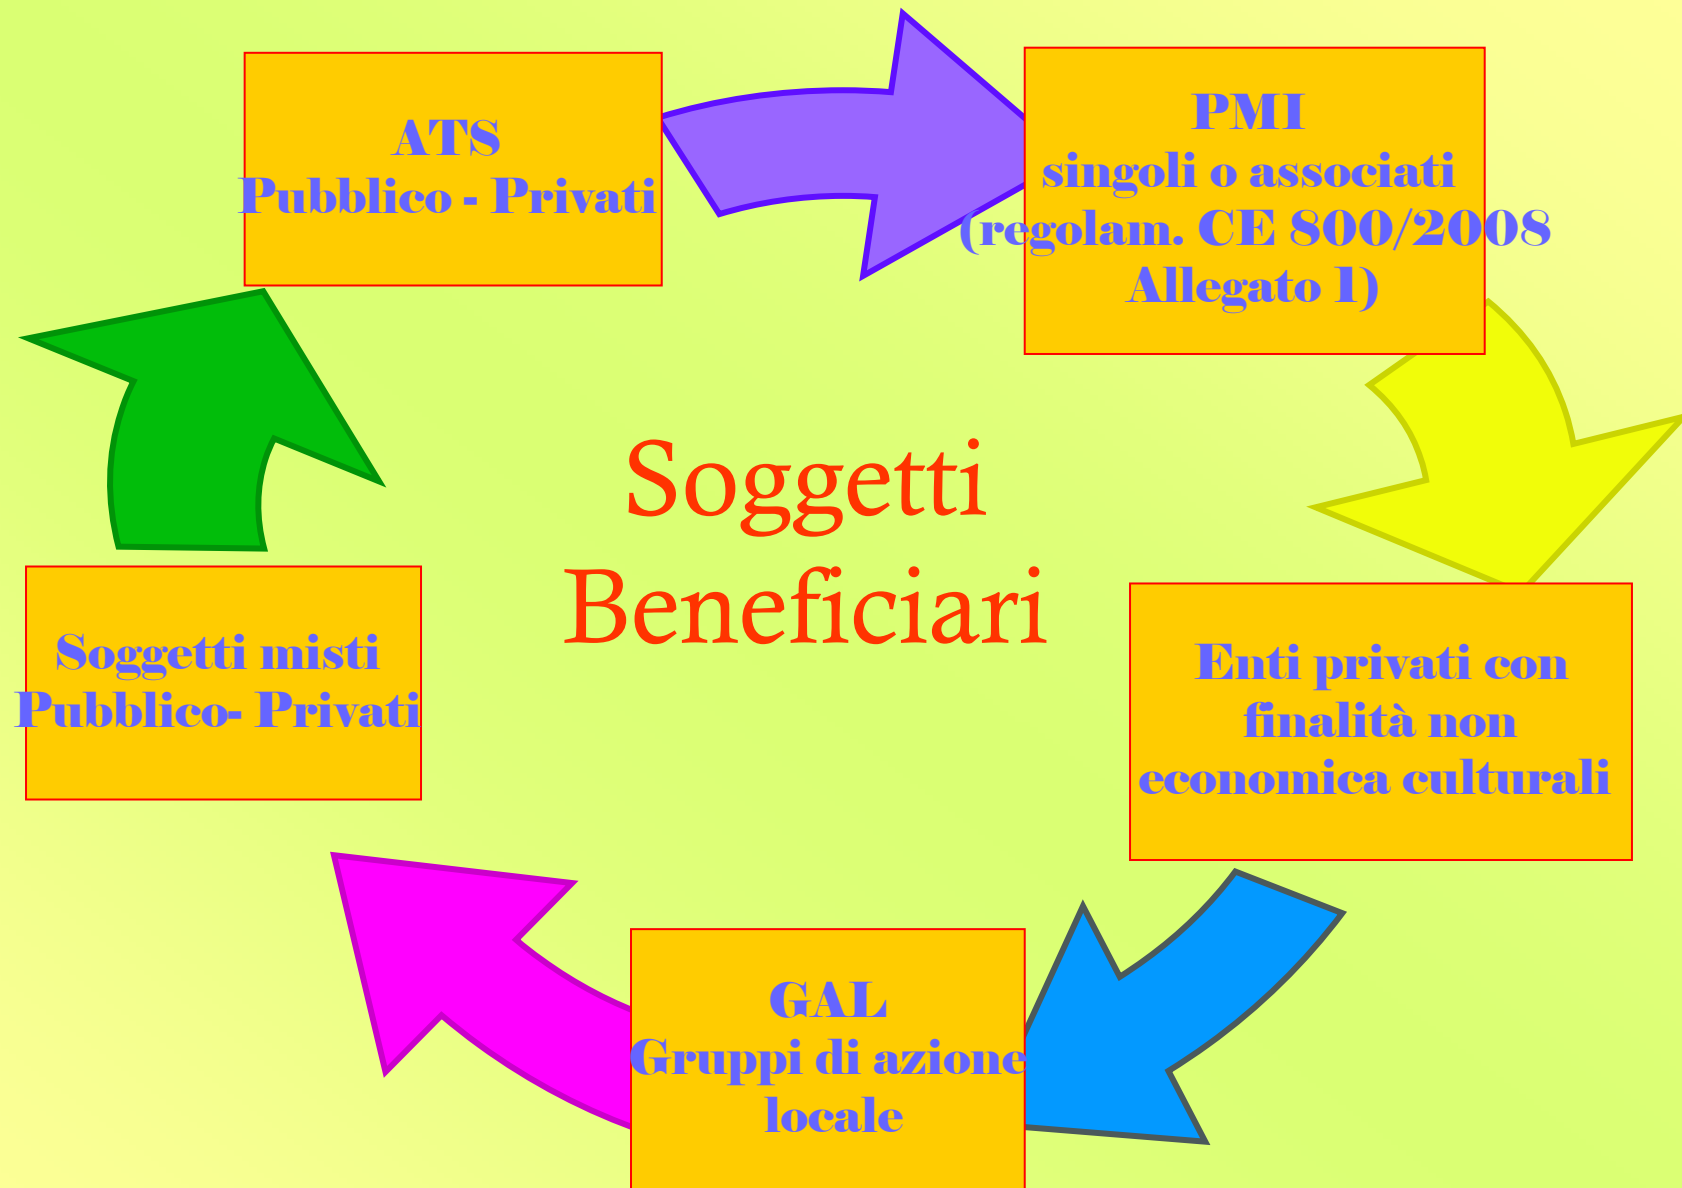 ATS
Pubblico - Privati
PMI
singoli o associati
(regolam. CE 800/2008
Allegato 1)
Soggetti
Beneficiari
Soggetti misti
Pubblico- Privati
Enti privati con
finalità non
economica culturali
GAL
Gruppi di azione
locale